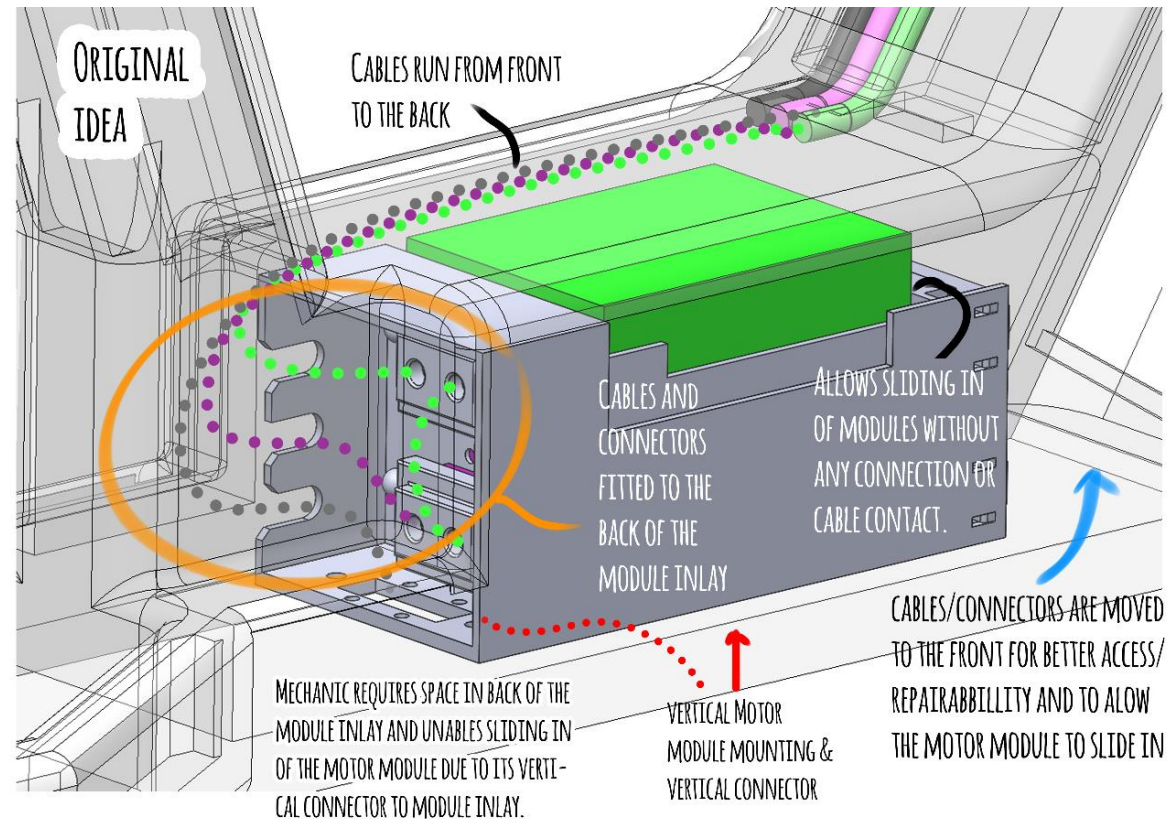 ORIGINAL
IDEA
CABLES RUN FROM FRONT
TO THE BACK
CABLES AND
CONNECTORS
FITTED TO THE
BACK OF THE
MODULE INLAY
ALLOWS SLIDING IN
OF MODULES WITHOUT
ANY CONNECTION OR
CABLE CONTACT.
MECHANIC REQUIRES SPACE IN BACK OF THE
MODULE INLAY AND UNABLES SLIDING IN
OF THE MOTOR MODULE DUE TO ITS VERTI-
CAL CONNECTOR TO MODULE INLAY.
VERTICAL MOTOR
MODULE MOUNTING &
VERTICAL CONNECTOR
CABLES/CONNECTORS ARE MOVED
TO THE FRONT FOR BETTER ACCESS/
REPAIRABBILLITY AND TO ALOW
THE MOTOR MODULE TO SLIDE IN